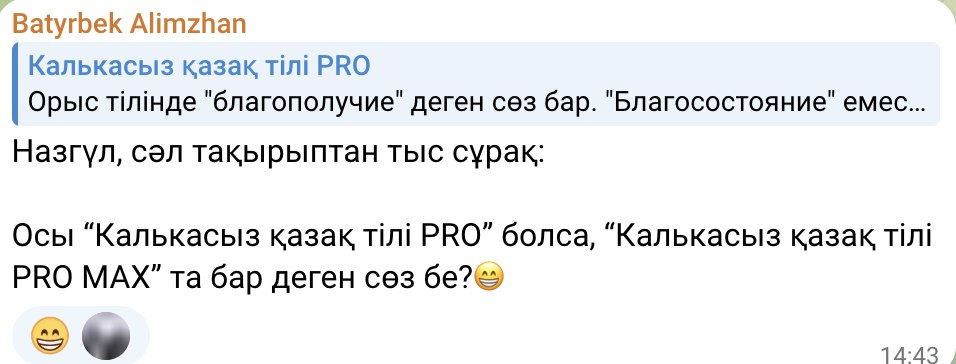 Batyrbek Alimzhan
Калькасыз қазақ тілі PRO
Орыс тілінде "благополучие" деген сөз бар. "Благосостояние" емес...
Назгүл, сәл тақырыптан тыс сұрақ:
Осы “Калькасыз қазақ тілі PRO” болса, “Калькасыз қазақ тілі
PRO MAX” та бар деген сөз бе?😁
😁
14:43